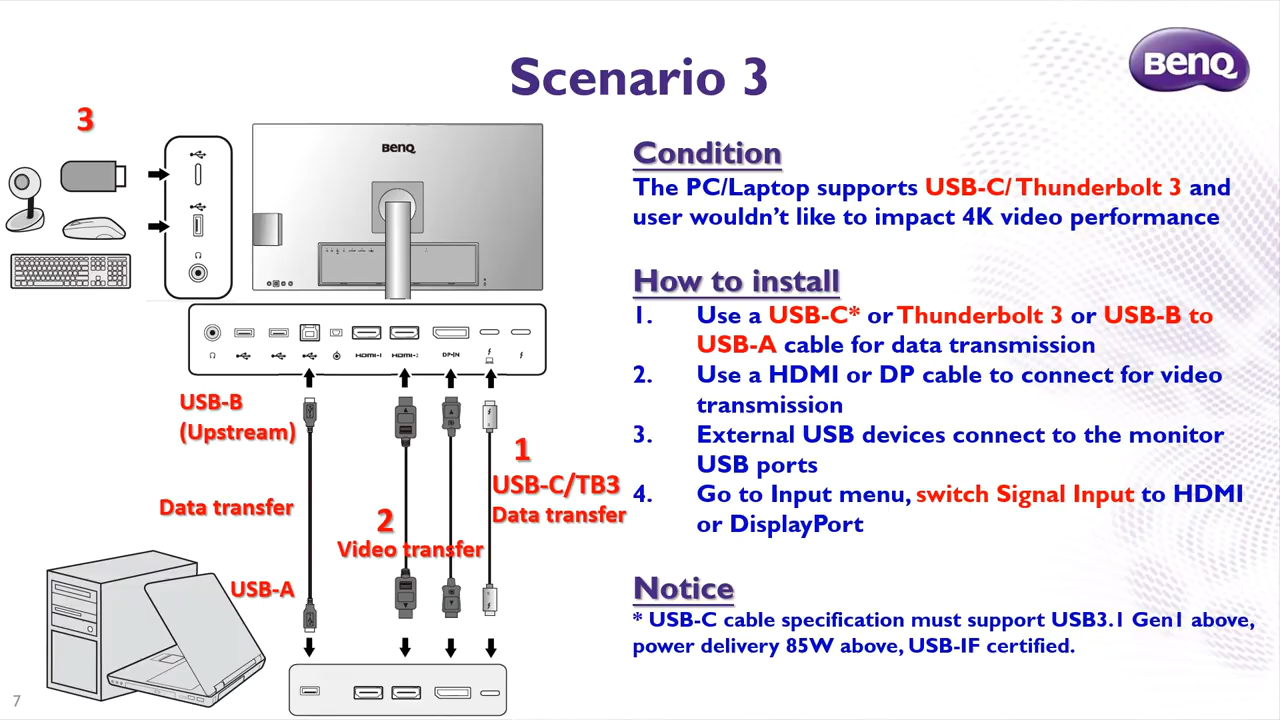 Scenario 3
BenQ
3
BENQ
Condition
The PC/Laptop supports USB-C/ Thunderbolt 3 and
user wouldn't like to impact 4K video performance
How to install
1. Use a USB-C* or Thunderbolt 3 or USB-B to
USB-A cable for data transmission
2. Use a HDMI or DP cable to connect for video
transmission
3. External USB devices connect to the monitor
USB ports
4. Go to Input menu, switch Signal Input to HDMI
or DisplayPort
Notice
* USB-C cable specification must support USB3.1 Gen1 above,
power delivery 85W above, USB-IF certified.
HDMI-1 HDMI-2 DP-IN
USB-B
(Upstream)
1
USB-C/TB3
Data transfer
Data transfer
2
Video transfer
USB-A
7